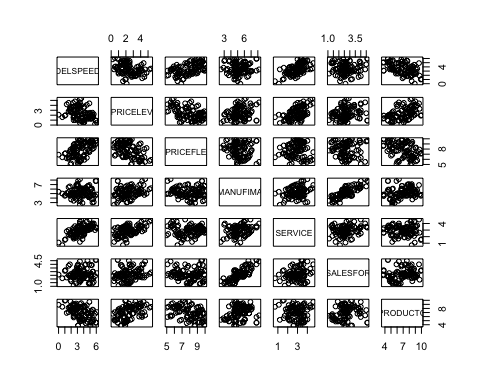 0 2 4 3 6 1.0 3.5
DELSPEED 0 4
0 3 PRICELEV
PRICEFLE 5 8
3 7 MANUFIMA
SERVICE 1 4
1.0 4.5 SALESFOR
PRODUCTQ 4 8
0 3 6 5 7 9 1 3 4 7 10